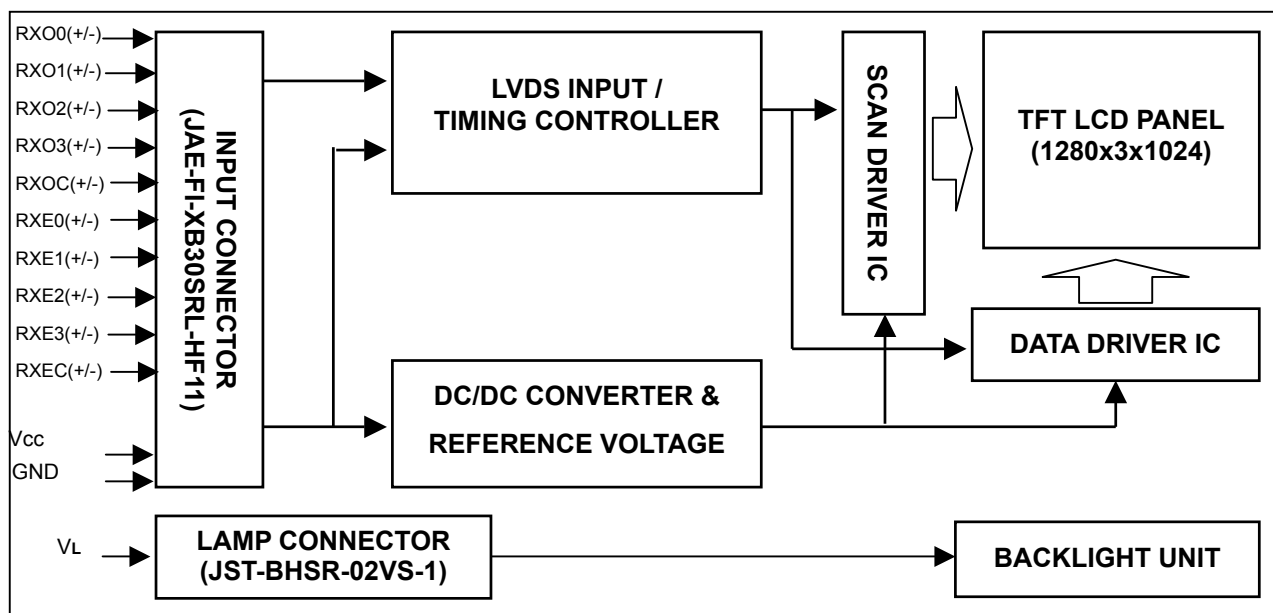 RXO0(+/-)
RXO1(+/-)
RXO2(+/-)
RXO3(+/-)
RXOC(+/-)
RXE0(+/-)
RXE1(+/-)
RXE2(+/-)
RXE3(+/-)
RXEC(+/-)
Vcc
GND
INPUT CONNECTOR
(JAE-FI-XB30SRL-HF11)
LVDS INPUT /
TIMING CONTROLLER
SCAN DRIVER IC
TFT LCD PANEL
(1280x3x1024)
DATA DRIVER IC
DC/DC CONVERTER &
REFERENCE VOLTAGE
VL
LAMP CONNECTOR
(JST-BHSR-02VS-1)
BACKLIGHT UNIT